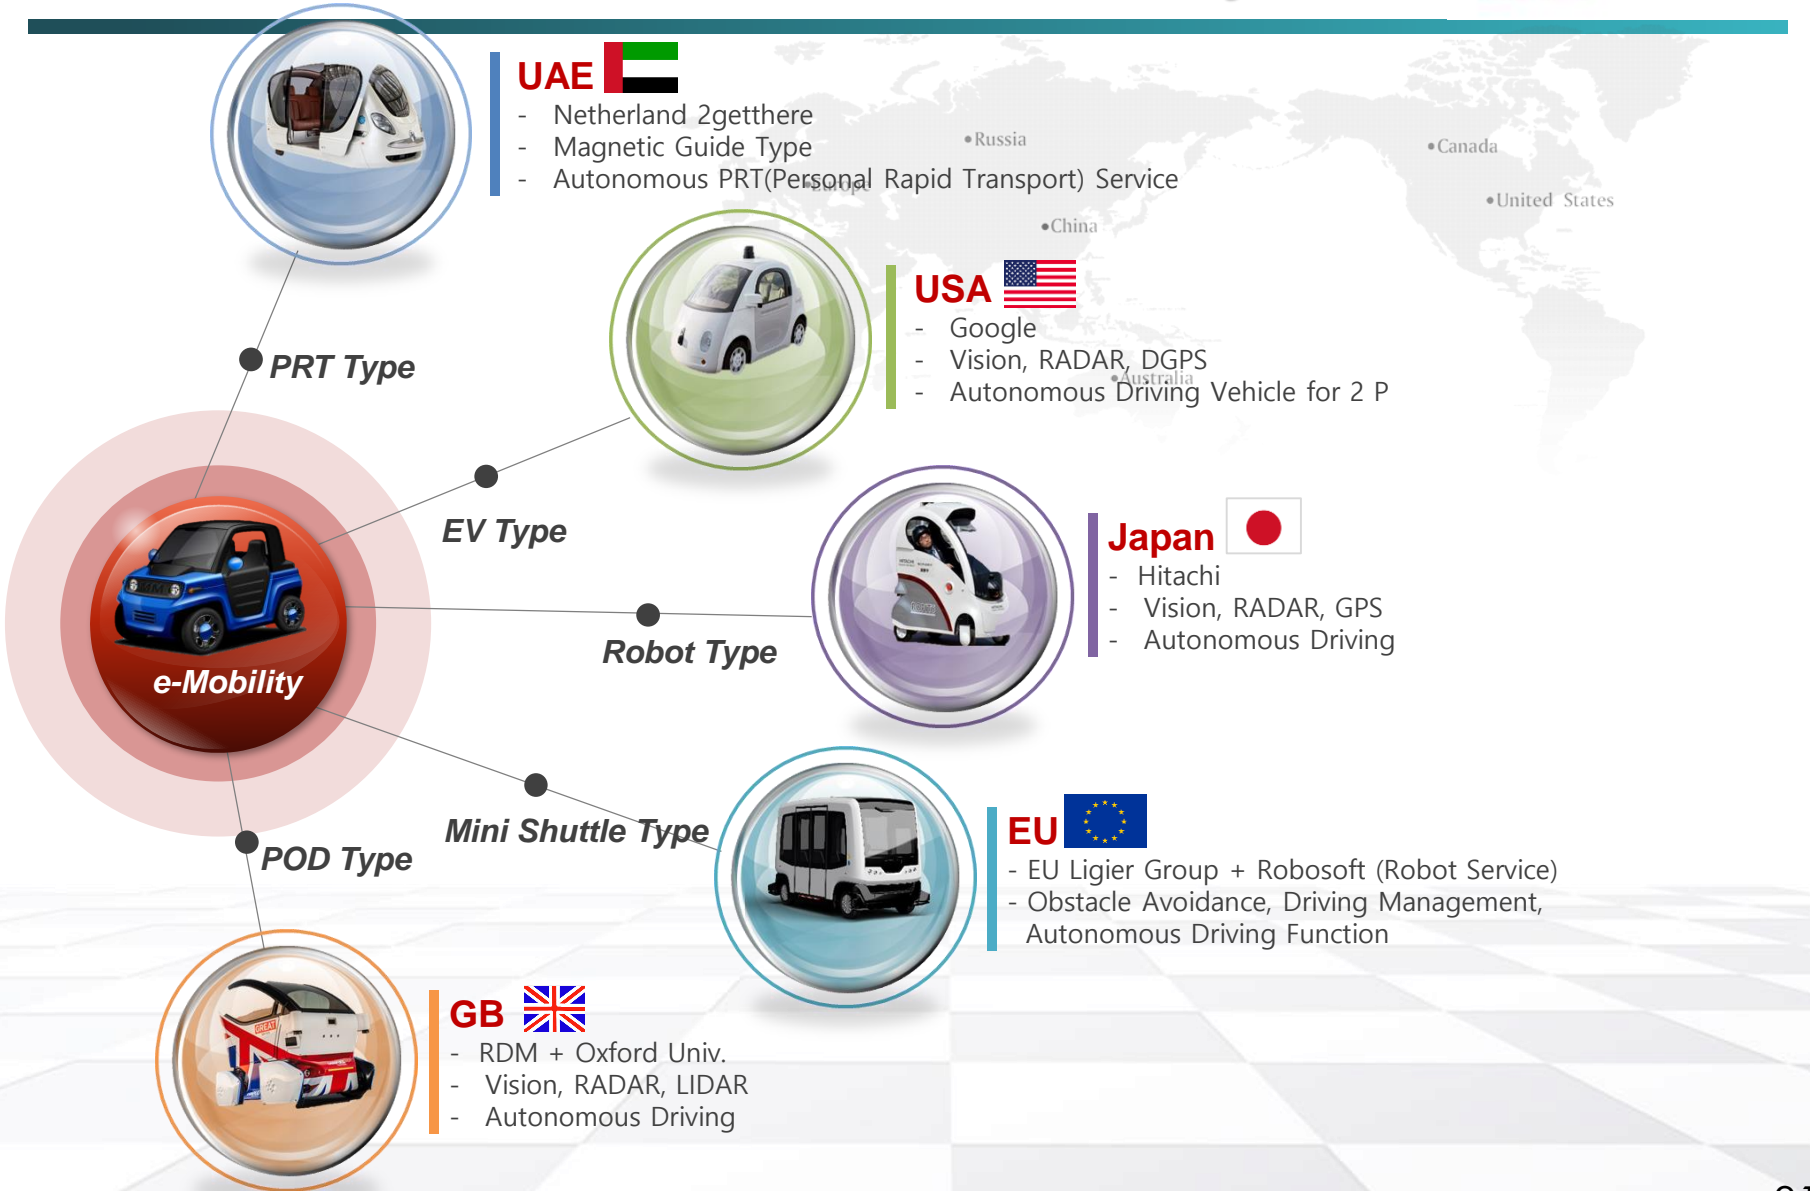 UAE
- Netherland 2getthere
- Magnetic Guide Type
- Autonomous PRT(Personal Rapid Transport) Service
•Russia
•Europe
•China
•Canada
•United States
•Australia
PRT Type
USA
- Google
- Vision, RADAR, DGPS
- Autonomous Driving Vehicle for 2 P
EV Type
Japan
- Hitachi
- Vision, RADAR, GPS
- Autonomous Driving
Robot Type
e-Mobility
Mini Shuttle Type
EU
- EU Ligier Group + Robosoft (Robot Service)
- Obstacle Avoidance, Driving Management,
Autonomous Driving Function
POD Type
GB
- RDM + Oxford Univ.
- Vision, RADAR, LIDAR
- Autonomous Driving
GREAT